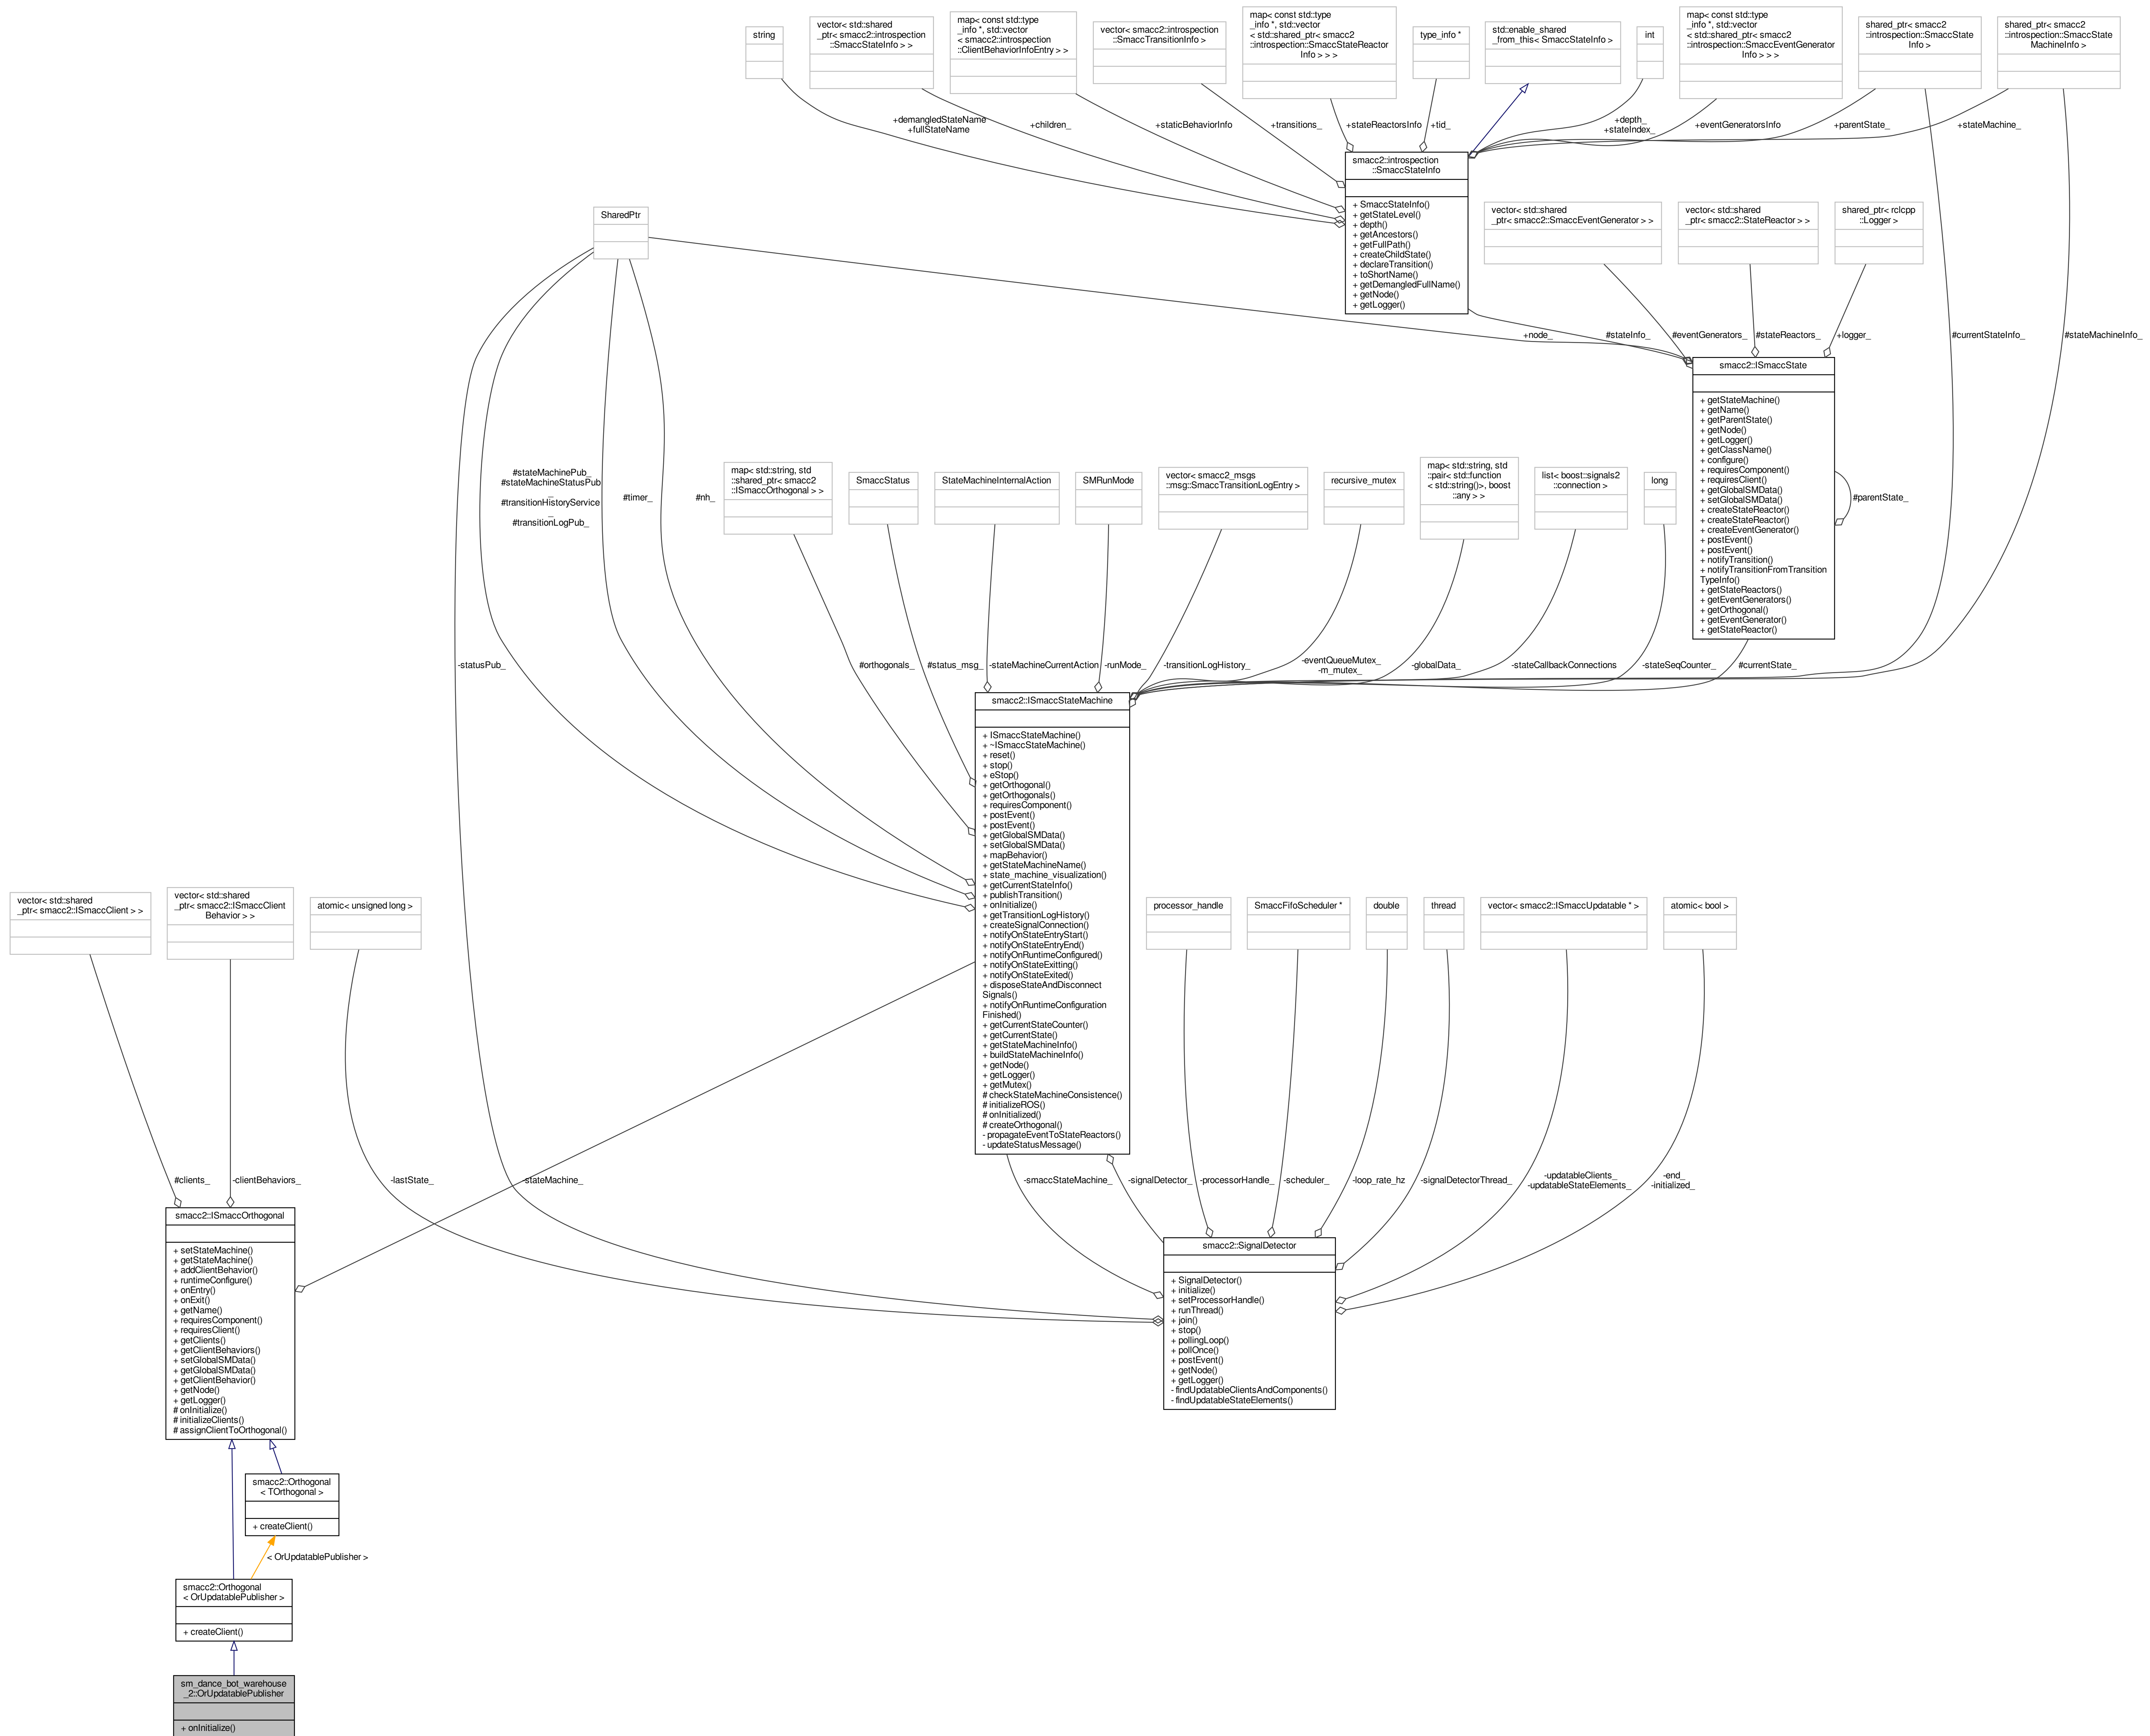 string
vector< std::shared
_ptr< smacc2::introspection
::SmaccStateInfo > >
map< const std::type
_info *, std::vector
< smacc2::introspection
::ClientBehaviorInfoEntry > >
vector< smacc2::introspection
::SmaccTransitionInfo >
map< const std::type
_info *, std::vector
< std::shared_ptr< smacc2
::introspection::SmaccStateReactor
Info > > >
type_info *
std::enable_shared
_from_this< SmaccStateInfo >
int
map< const std::type
_info *, std::vector
< std::shared_ptr< smacc2
::introspection::SmaccEventGenerator
Info > > >
shared_ptr< smacc2
::introspection::SmaccState
Info >
shared_ptr< smacc2
::introspection::SmaccState
MachineInfo >
+demangledStateName
+fullStateName
+children_
+staticBehaviorInfo
+transitions_
+stateReactorsInfo
+tid_
+depth_
+stateIndex_
+eventGeneratorsInfo
+parentState_
+stateMachine_
smacc2::introspection
::SmaccStateInfo
+ SmaccStateInfo()
+ getStateLevel()
+ depth()
+ getAncestors()
+ getFullPath()
+ createChildState()
+ declareTransition()
+ toShortName()
+ getDemangledFullName()
+ getNode()
+ getLogger()
SharedPtr
vector< std::shared
_ptr< smacc2::SmaccEventGenerator > >
vector< std::shared
_ptr< smacc2::StateReactor > >
shared_ptr< rclcpp
::Logger >
+node_
#stateInfo_
#eventGenerators_
#stateReactors_
+logger_
#currentStateInfo_
#stateMachineInfo_
smacc2::ISmaccState
+ getStateMachine()
+ getName()
+ getParentState()
+ getNode()
+ getLogger()
+ getClassName()
+ configure()
+ requiresComponent()
+ requiresClient()
+ getGlobalSMData()
+ setGlobalSMData()
+ createStateReactor()
+ createStateReactor()
+ createEventGenerator()
+ postEvent()
+ postEvent()
+ notifyTransition()
+ notifyTransitionFromTransition
TypeInfo()
+ getStateReactors()
+ getEventGenerators()
+ getOrthogonal()
+ getEventGenerator()
+ getStateReactor()
#parentState_
#stateMachinePub_
#stateMachineStatusPub
_
#transitionHistoryService
_
#transitionLogPub_
#timer_
#nh_
map< std::string, std
::shared_ptr< smacc2
::ISmaccOrthogonal > >
SmaccStatus
StateMachineInternalAction
SMRunMode
vector< smacc2_msgs
::msg::SmaccTransitionLogEntry >
recursive_mutex
map< std::string, std
::pair< std::function
< std::string()>, boost
::any > >
list< boost::signals2
::connection >
long
-statusPub_
#orthogonals_
#status_msg_
-stateMachineCurrentAction
-runMode_
-transitionLogHistory_
-eventQueueMutex_
-m_mutex_
-globalData_
-stateCallbackConnections
-stateSeqCounter_
#currentState_
smacc2::ISmaccStateMachine
+ ISmaccStateMachine()
+ ~ISmaccStateMachine()
+ reset()
+ stop()
+ eStop()
+ getOrthogonal()
+ getOrthogonals()
+ requiresComponent()
+ postEvent()
+ postEvent()
+ getGlobalSMData()
+ setGlobalSMData()
+ mapBehavior()
+ getStateMachineName()
+ state_machine_visualization()
+ getCurrentStateInfo()
+ publishTransition()
+ onInitialize()
+ getTransitionLogHistory()
+ createSignalConnection()
+ notifyOnStateEntryStart()
+ notifyOnStateEntryEnd()
+ notifyOnRuntimeConfigured()
+ notifyOnStateExitting()
+ notifyOnStateExited()
+ disposeStateAndDisconnect
Signals()
+ notifyOnRuntimeConfiguration
Finished()
+ getCurrentStateCounter()
+ getCurrentState()
+ getStateMachineInfo()
+ buildStateMachineInfo()
+ getNode()
+ getLogger()
+ getMutex()
# checkStateMachineConsistence()
# initializeROS()
# onInitialized()
# createOrthogonal()
- propagateEventToStateReactors()
- updateStatusMessage()
vector< std::shared
_ptr< smacc2::ISmaccClient > >
vector< std::shared
_ptr< smacc2::ISmaccClient
Behavior > >
atomic< unsigned long >
processor_handle
SmaccFifoScheduler *
double
thread
vector< smacc2::ISmaccUpdatable * >
atomic< bool >
#clients_
-clientBehaviors_
-lastState_
-stateMachine_
-smaccStateMachine_
-signalDetector_
-processorHandle_
-scheduler_
-loop_rate_hz
-signalDetectorThread_
-updatableClients_
-updatableStateElements_
-end_
-initialized_
smacc2::ISmaccOrthogonal
+ setStateMachine()
+ getStateMachine()
+ addClientBehavior()
+ runtimeConfigure()
+ onEntry()
+ onExit()
+ getName()
+ requiresComponent()
+ requiresClient()
+ getClients()
+ getClientBehaviors()
+ setGlobalSMData()
+ getGlobalSMData()
+ getClientBehavior()
+ getNode()
+ getLogger()
# onInitialize()
# initializeClients()
# assignClientToOrthogonal()
smacc2::SignalDetector
+ SignalDetector()
+ initialize()
+ setProcessorHandle()
+ runThread()
+ join()
+ stop()
+ pollingLoop()
+ pollOnce()
+ postEvent()
+ getNode()
+ getLogger()
- findUpdatableClientsAndComponents()
- findUpdatableStateElements()
smacc2::Orthogonal
< TOrthogonal >
+ createClient()
< OrUpdatablePublisher >
smacc2::Orthogonal
< OrUpdatablePublisher >
+ createClient()
sm_dance_bot_warehouse
_2::OrUpdatablePublisher
+ onInitialize()